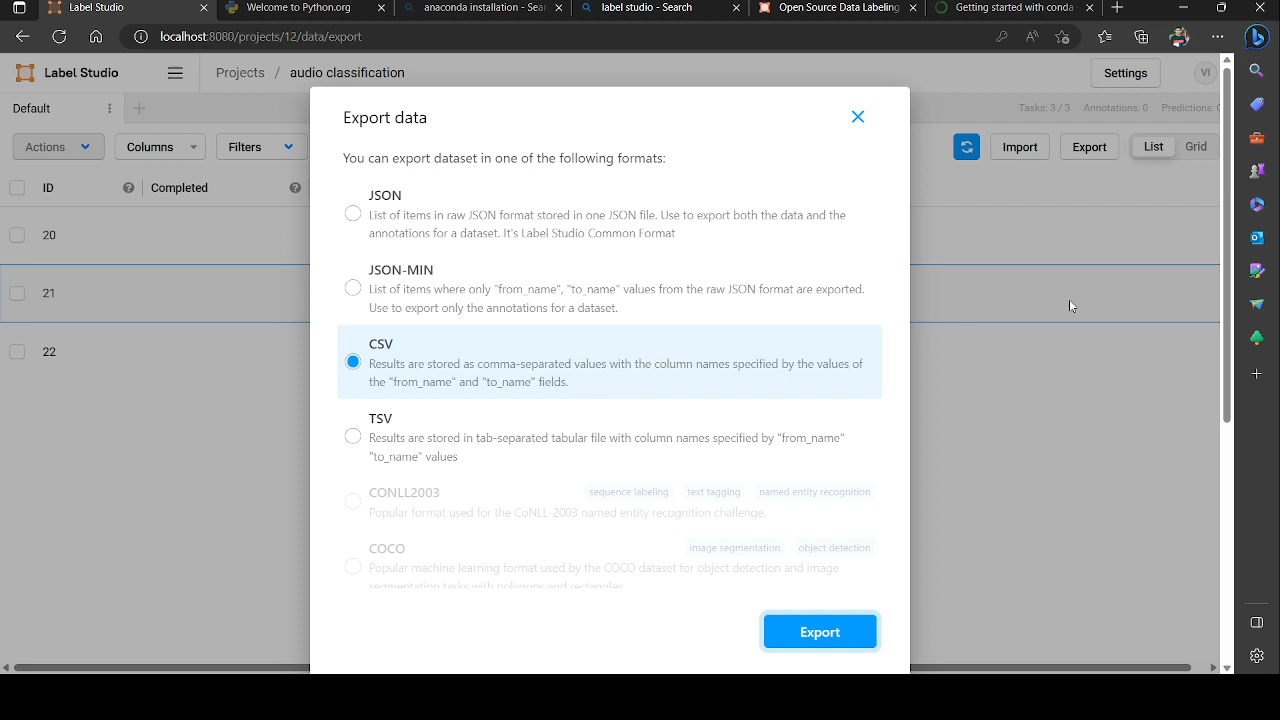 Label Studio
Welcome to Python.org
anaconda installation - Sea
label studio - Search
Open Source Data Labeling
Getting started with conda
localhost:8080/projects/12/data/export
Label Studio
Projects / audio classification
Settings
VI
Default
Tasks: 3 / 3 Annotations: 0 Predictions: 0
Actions
Columns
Filters
Import
Export
List
Grid
ID
Completed
20
21
22
Export data
You can export dataset in one of the following formats:
JSON
List of items in raw JSON format stored in one JSON file. Use to export both the data and the
annotations for a dataset. It's Label Studio Common Format
JSON-MIN
List of items where only "from_name", "to_name" values from the raw JSON format are exported.
Use to export only the annotations for a dataset.
CSV
Results are stored as comma-separated values with the column names specified by the values of
the "from_name" and "to_name" fields.
TSV
Results are stored in tab-separated tabular file with column names specified by "from_name"
"to_name" values
CONLL2003 sequence labeling text tagging named entity recognition
Popular format used for the CoNLL-2003 named entity recognition challenge.
COCO image segmentation object detection
Popular machine learning format used by the COCO dataset for object detection and image
segmentation tasks with polygons and rectangles.
Export